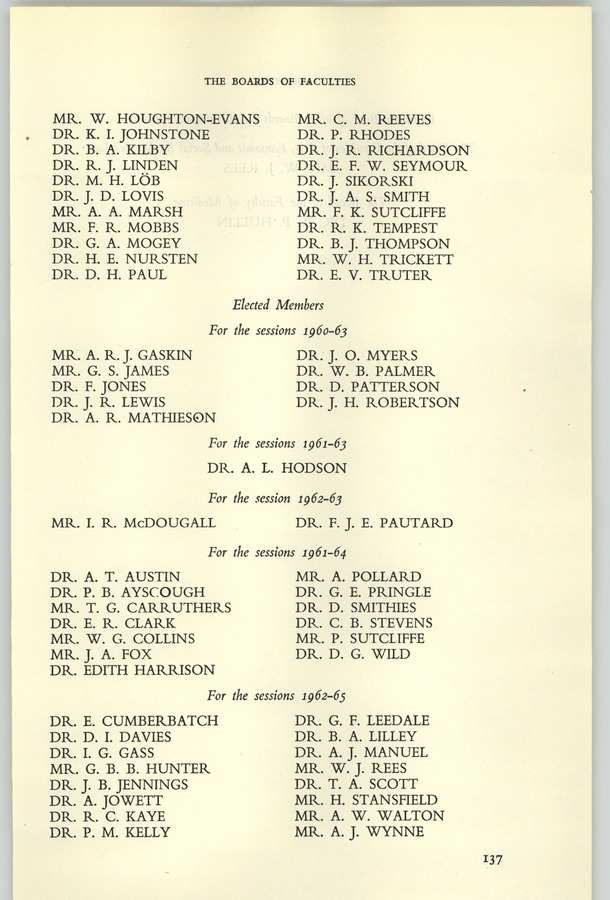 THE BOARDS OF FACULTIES
MR. W. HOUGHTON-EVANS
DR. K. I. JOHNSTONE
DR. B. A. KILBY
DR. R. J. LINDEN
DR. M. H. LÖB
DR. J. D. LOVIS
MR. A. A. MARSH
MR. F. R. MOBBS
DR. G. A. MOGEY
DR. H. E. NURSTEN
DR. D. H. PAUL
MR. C. M. REEVES
DR. P. RHODES
DR. J. R. RICHARDSON
DR. E. F. W. SEYMOUR
DR. J. SIKORSKI
DR. J. A. S. SMITH
MR. F. K. SUTCLIFFE
DR. R. K. TEMPEST
DR. B. J. THOMPSON
MR. W. H. TRICKETT
DR. E. V. TRUTER
Elected Members
For the sessions 1960-63
MR. A. R. J. GASKIN
MR. G. S. JAMES
DR. F. JONES
DR. J. R. LEWIS
DR. A. R. MATHIESON
DR. J. O. MYERS
DR. W. B. PALMER
DR. D. PATTERSON
DR. J. H. ROBERTSON
For the sessions 1961-63
DR. A. L. HODSON
For the session 1962-63
MR. I. R. McDOUGALL
DR. F. J. E. PAUTARD
For the sessions 1961-64
DR. A. T. AUSTIN
DR. P. B. AYSCOUGH
MR. T. G. CARRUTHERS
DR. E. R. CLARK
MR. W. G. COLLINS
MR. J. A. FOX
DR. EDITH HARRISON
MR. A. POLLARD
DR. G. E. PRINGLE
DR. D. SMITHIES
DR. C. B. STEVENS
MR. P. SUTCLIFFE
DR. D. G. WILD
For the sessions 1962-65
DR. E. CUMBERBATCH
DR. D. I. DAVIES
DR. I. G. GASS
MR. G. B. B. HUNTER
DR. J. B. JENNINGS
DR. A. JOWETT
DR. R. C. KAYE
DR. P. M. KELLY
DR. G. F. LEEDALE
DR. B. A. LILLEY
DR. A. J. MANUEL
MR. W. J. REES
DR. T. A. SCOTT
MR. H. STANSFIELD
MR. A. W. WALTON
MR. A. J. WYNNE
137